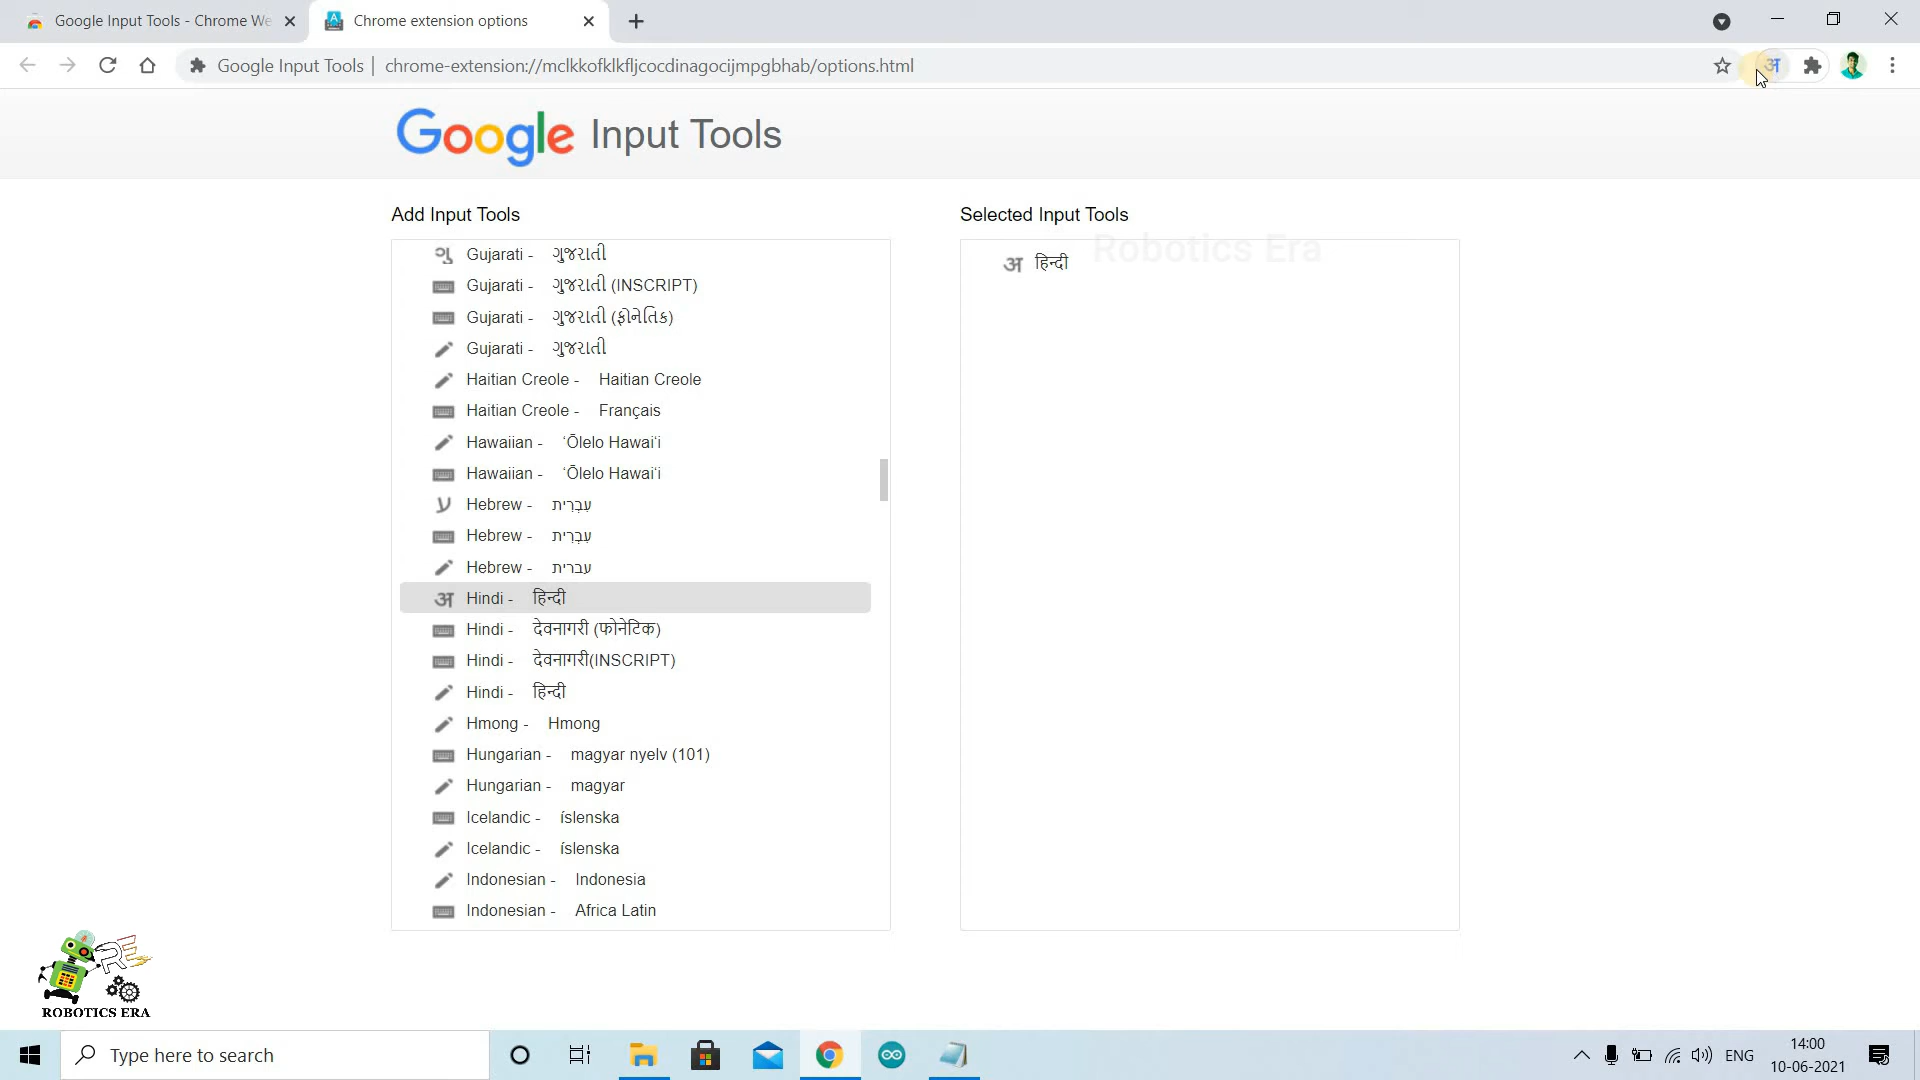 Google Input Tools - Chrome We
Chrome extension options
Google Input Tools | chrome-extension://mclkkofklkfljcocdinagocijmpgbhab/options.html
अ
Google Input Tools
Add Input Tools
Selected Input Tools
Robotics Era
अ हिन्दी
ગુ Gujarati - ગુજરાતી
Gujarati - ગુજરાતી (INSCRIPT)
Gujarati - ગુજરાતી (ફોનેતિક)
Gujarati - ગુજરાતી
Haitian Creole - Haitian Creole
Haitian Creole - Français
Hawaiian - ʻŌlelo Hawaiʻi
Hawaiian - ʻŌlelo Hawaiʻi
ע Hebrew - עִבְרִית
Hebrew - עִבְרִית
Hebrew - עברית
अ Hindi - हिन्दी
Hindi - देवनागरी (फोनेटिक)
Hindi - देवनागरी(INSCRIPT)
Hindi - हिन्दी
Hmong - Hmong
Hungarian - magyar nyelv (101)
Hungarian - magyar
Icelandic - íslenska
Icelandic - íslenska
Indonesian - Indonesia
Indonesian - Africa Latin
RE
ROBOTICS ERA
Type here to search
ENG
14:00
10-06-2021